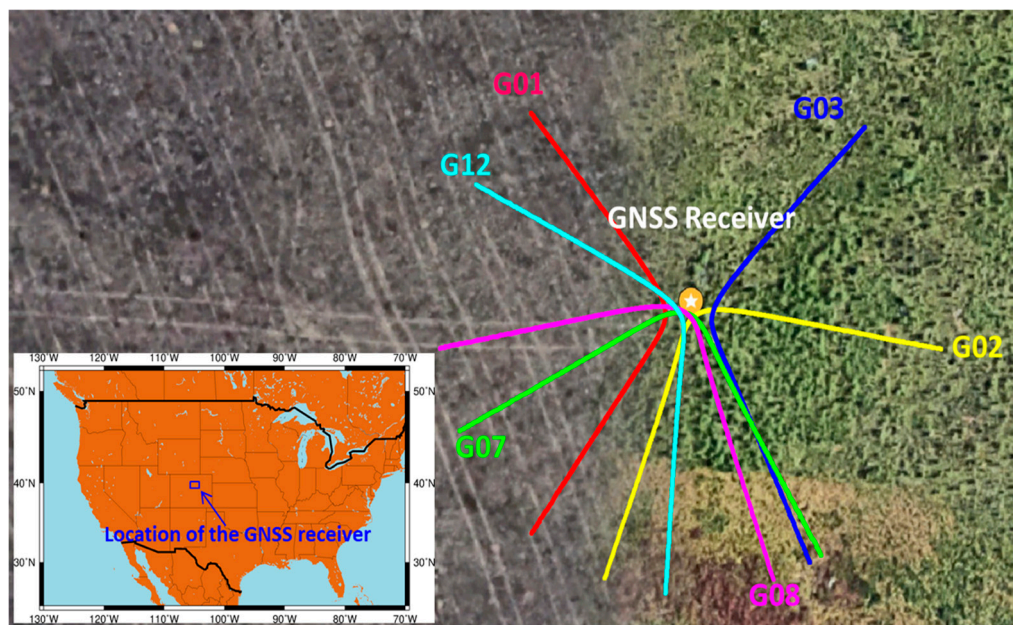 G01
G03
G12
GNSS Receiver
G02
G07
G08
130˚W 120˚W 110˚W 100˚W 90˚W 80˚W 70˚W
50˚N
50˚N
40˚N
40˚N
Location of the GNSS receiver
30˚N
30˚N
130˚W 120˚W 110˚W 100˚W 90˚W 80˚W 70˚W